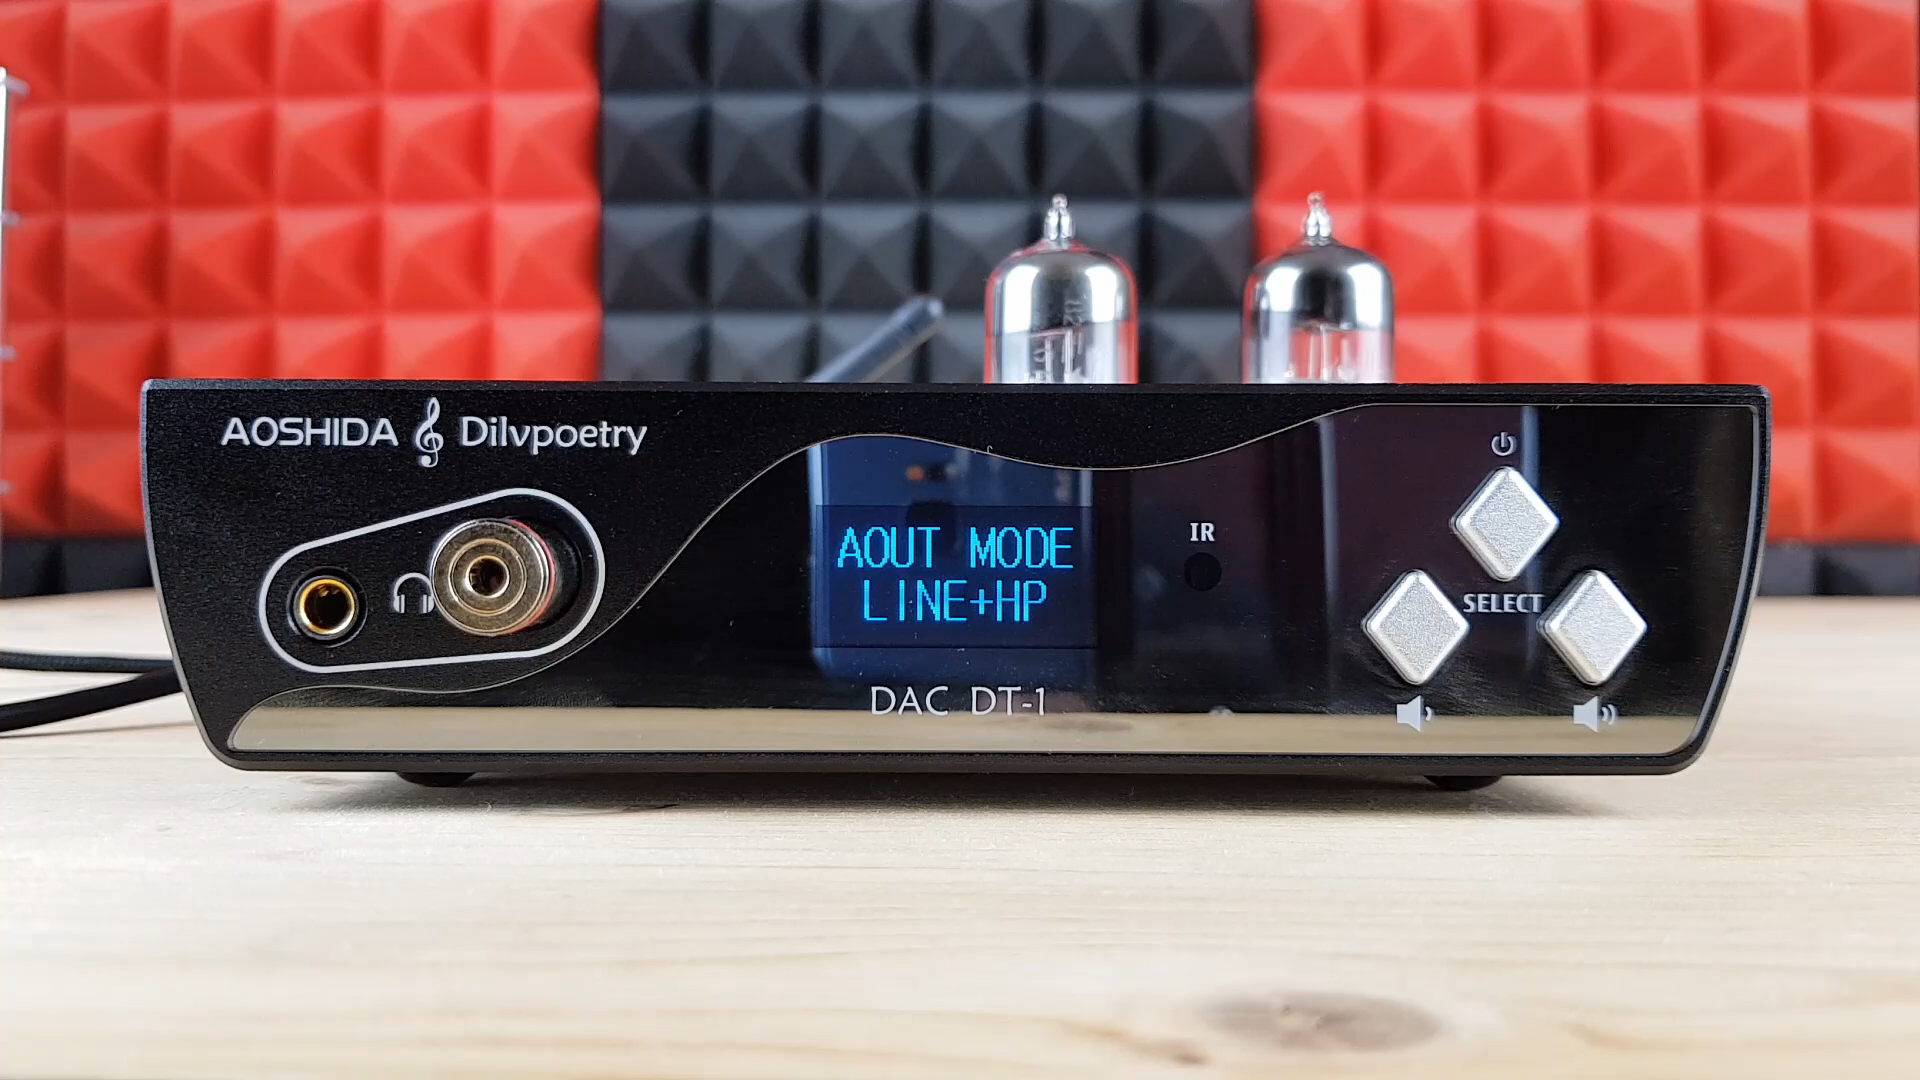 AOSHIDA Dilvpoetry
AOUT MODE
LINE+HP
IR
SELECT
DAC DT-1